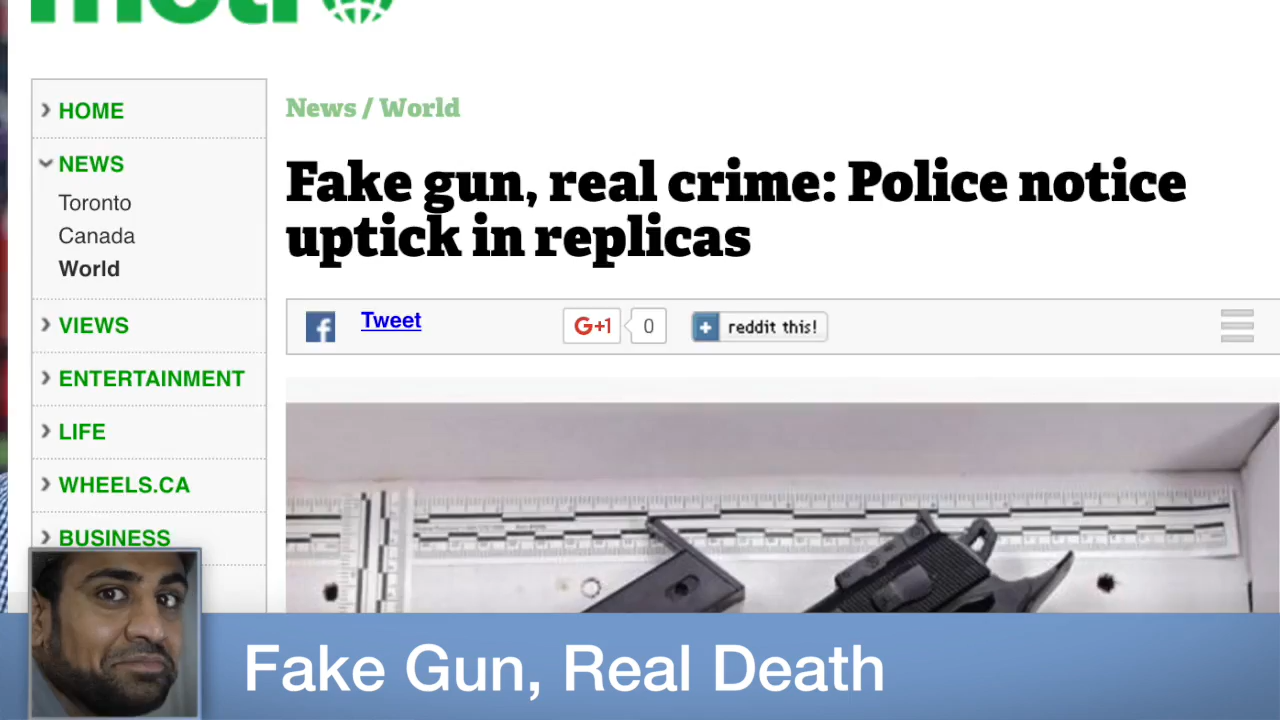 metro
HOME
NEWS
Toronto
Canada
World
VIEWS
ENTERTAINMENT
LIFE
WHEELS.CA
BUSINESS
News / World
Fake gun, real crime: Police notice
uptick in replicas
Tweet
G+1
0
reddit this!
Fake Gun, Real Death